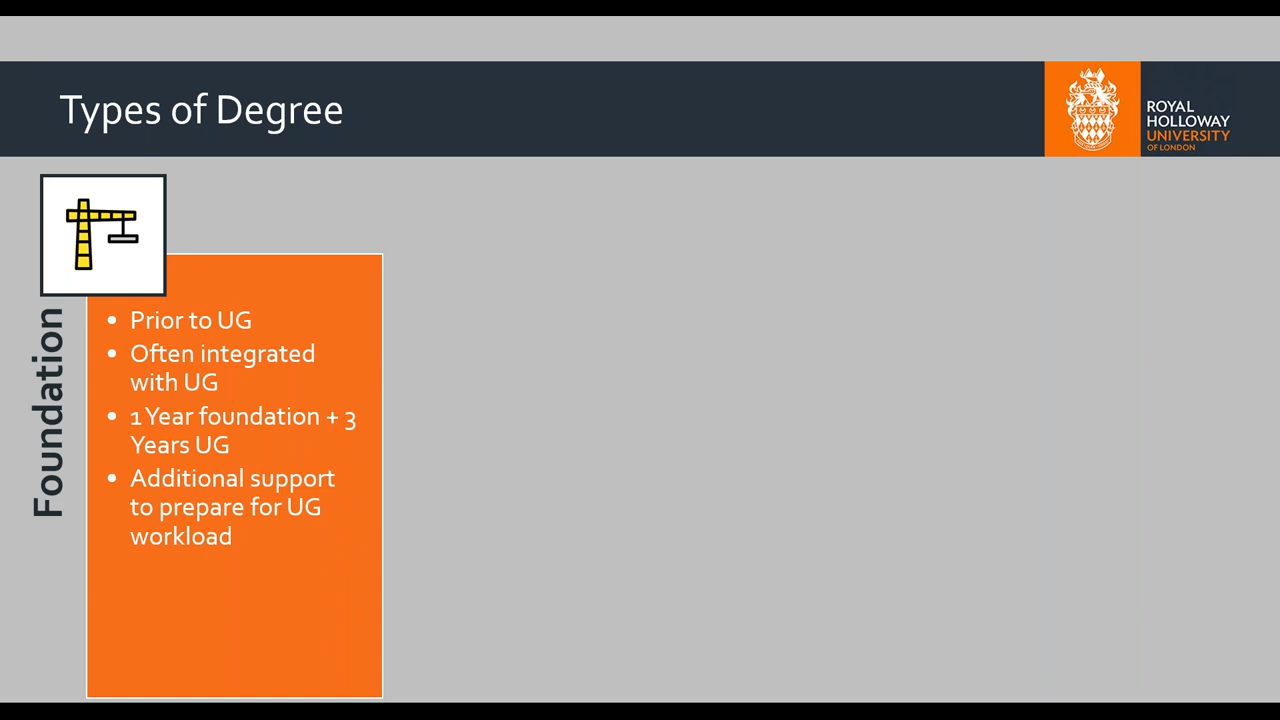 Types of Degree
ROYAL
HOLLOWAY
UNIVERSITY
OF LONDON
Foundation
• Prior to UG
• Often integrated
with UG
• 1 Year foundation + 3
Years UG
• Additional support
to prepare for UG
workload